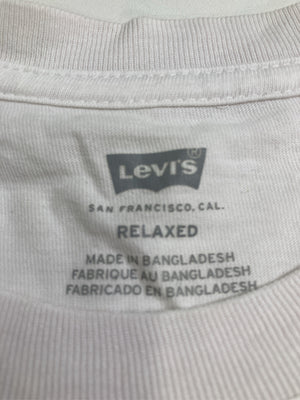 Levi's®
SAN FRANCISCO, CAL.
RELAXED
MADE IN BANGLADESH
FABRIQUE AU BANGLADESH
FABRICADO EN BANGLADESH